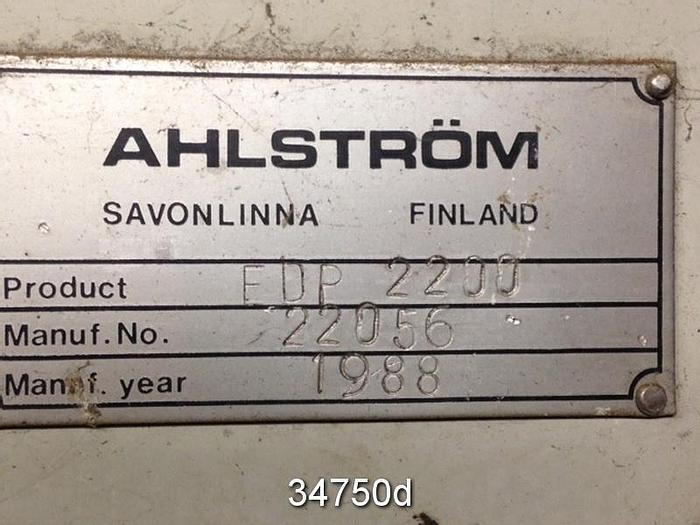 AHLSTRÖM
SAVONLINNA FINLAND
Product EDP 2200
Manuf. No. 22056
Manuf. year 1988
34750d